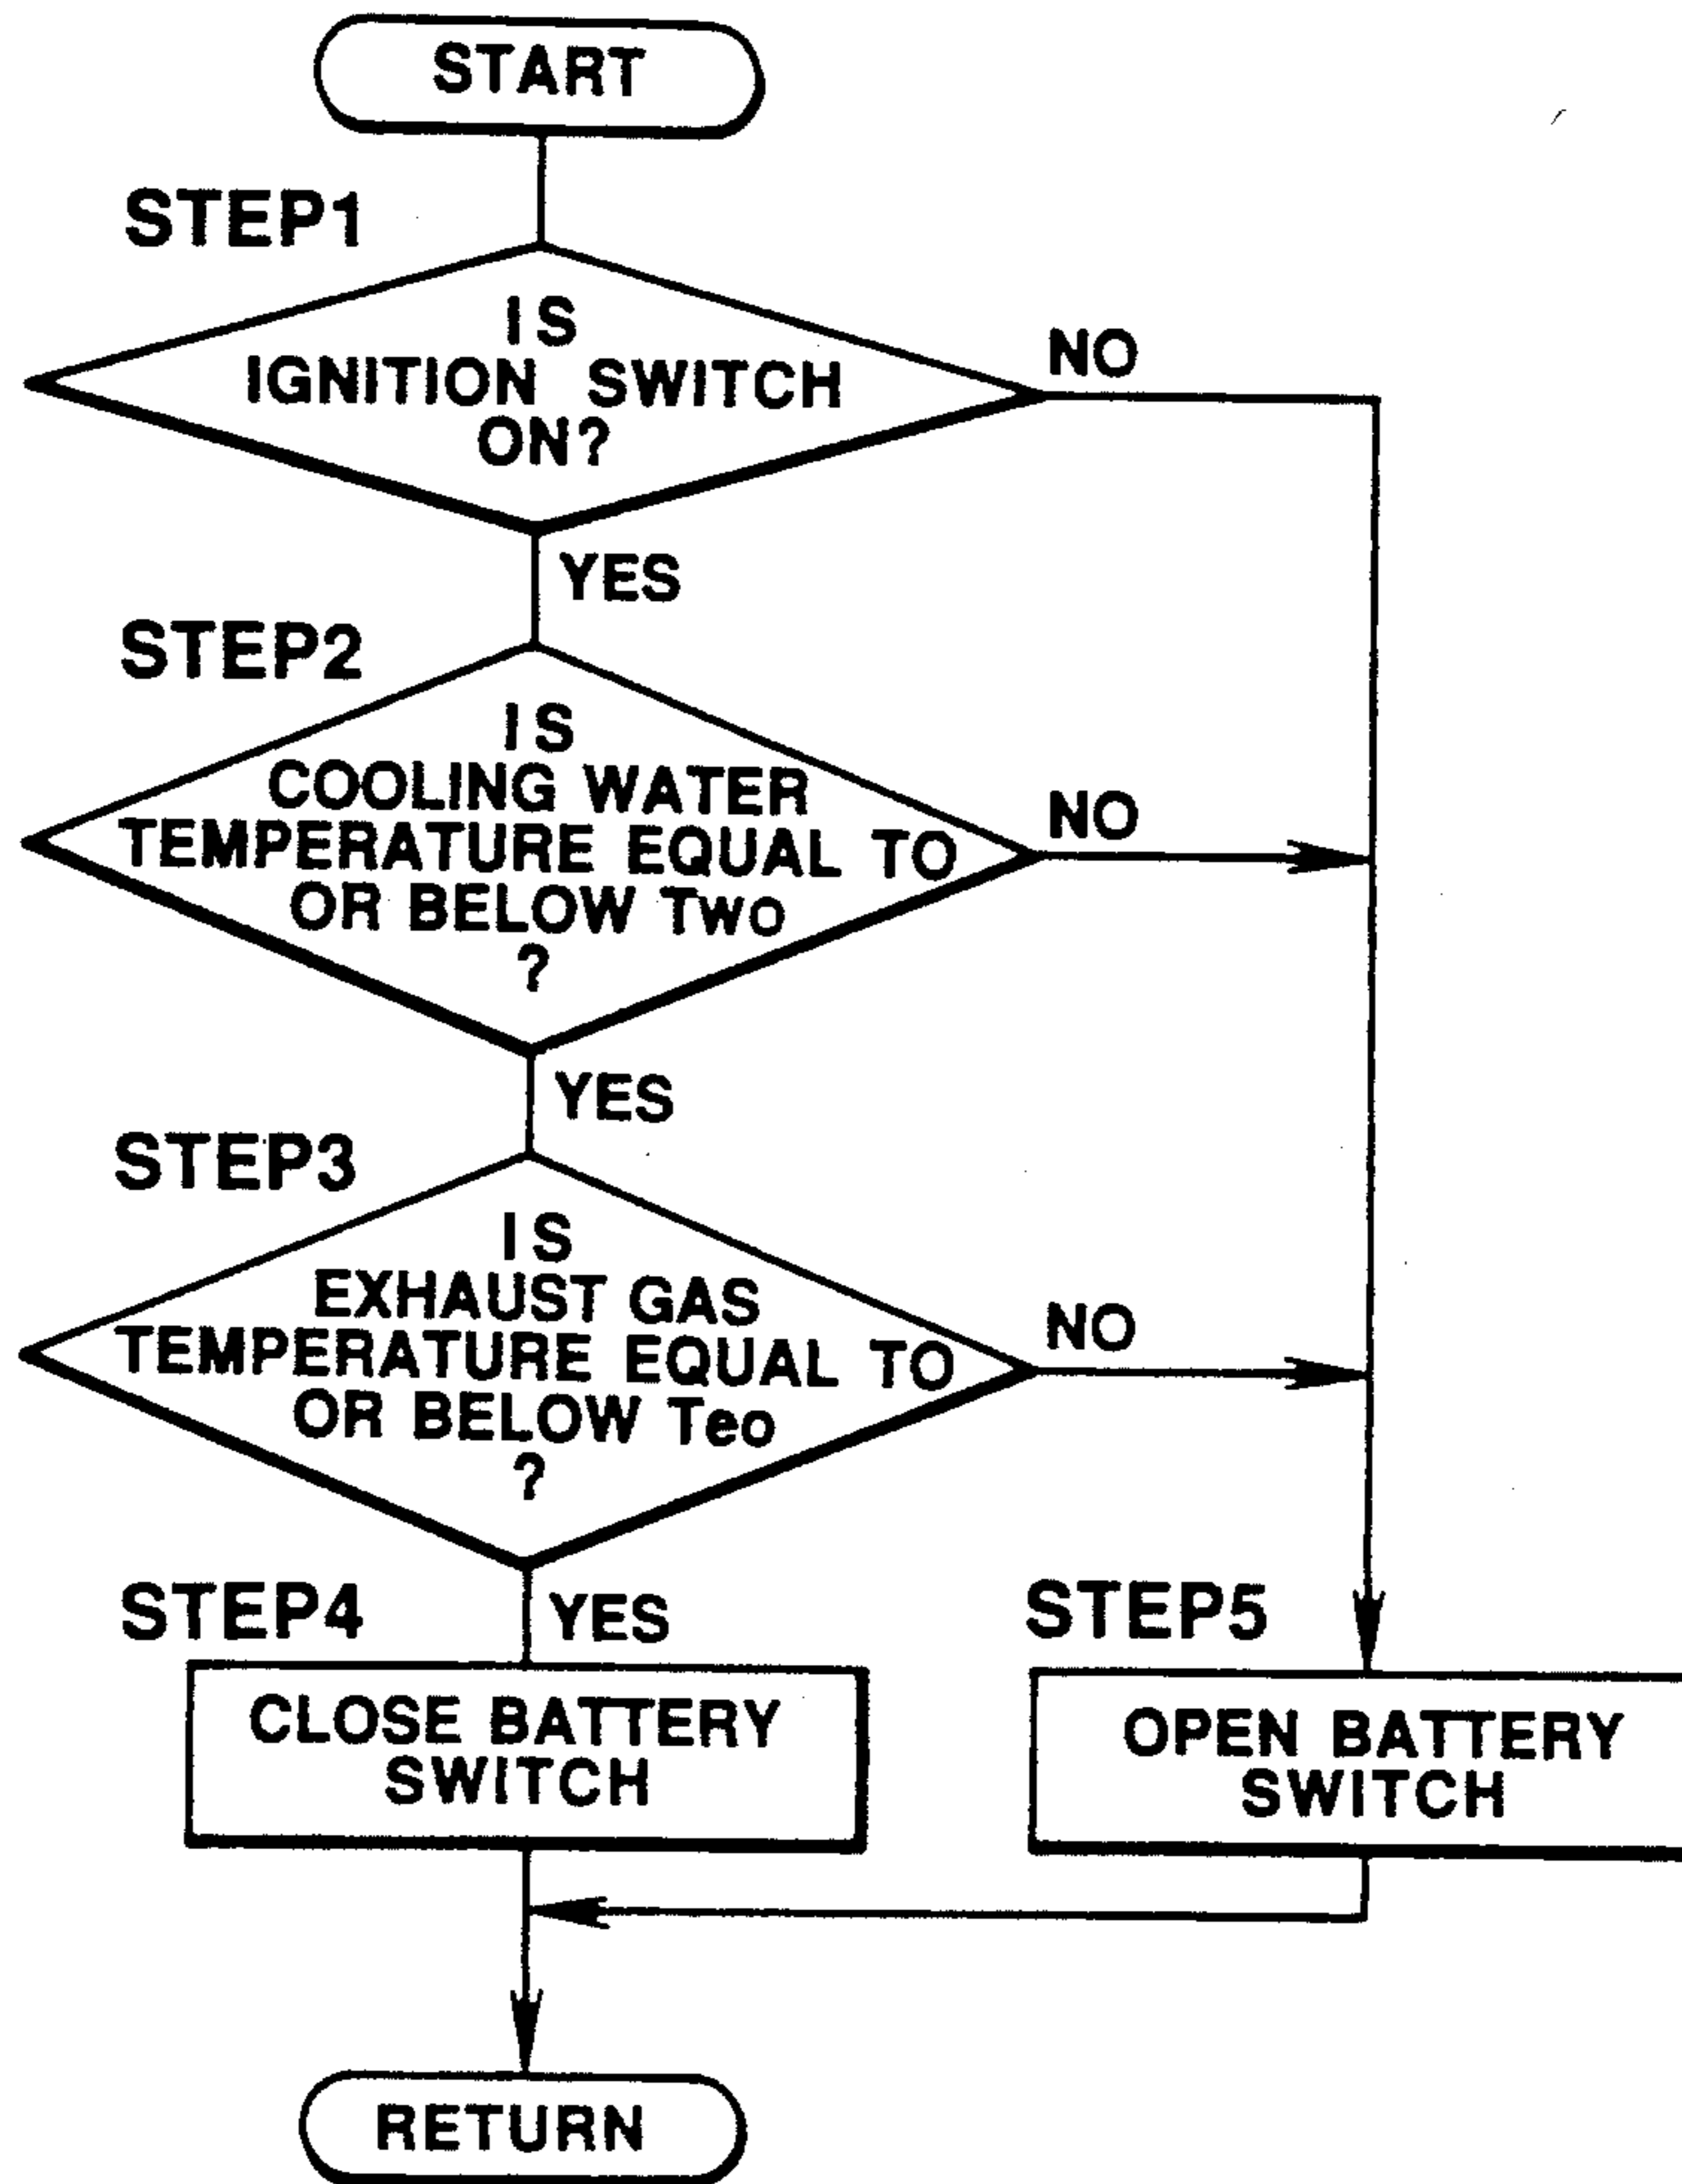 START
STEP1
IS
IGNITION SWITCH
ON?
NO
YES
STEP2
IS
COOLING WATER
TEMPERATURE EQUAL TO
OR BELOW Two
?
NO
YES
STEP3
IS
EXHAUST GAS
TEMPERATURE EQUAL TO
OR BELOW Teo
?
NO
STEP4
YES
CLOSE BATTERY
SWITCH
STEP5
OPEN BATTERY
SWITCH
RETURN